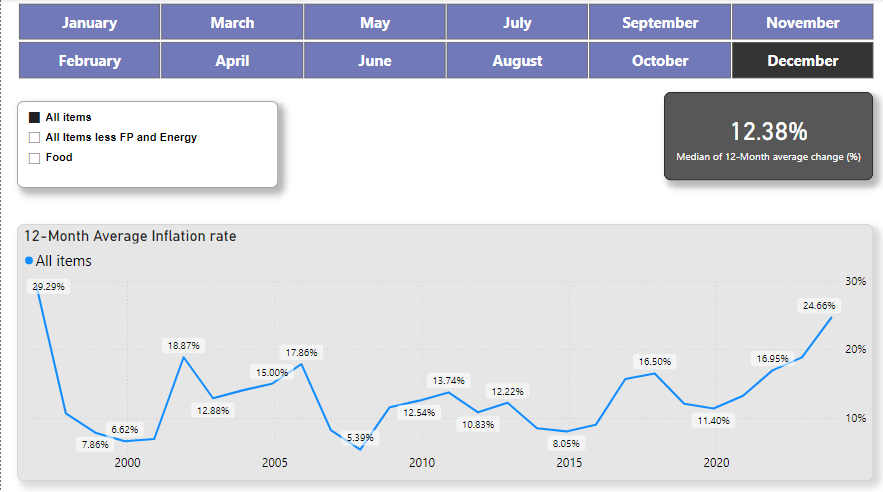 January March May July September November
February April June August October December
All items
All Items less FP and Energy
Food
12.38%
Median of 12-Month average change (%)
12-Month Average Inflation rate
All items
29.29%
7.86%
6.62%
18.87%
12.88%
15.00%
17.86%
5.39%
12.54%
13.74%
10.83%
12.22%
8.05%
16.50%
11.40%
16.95%
24.66%
30%
20%
10%
2000 2005 2010 2015 2020